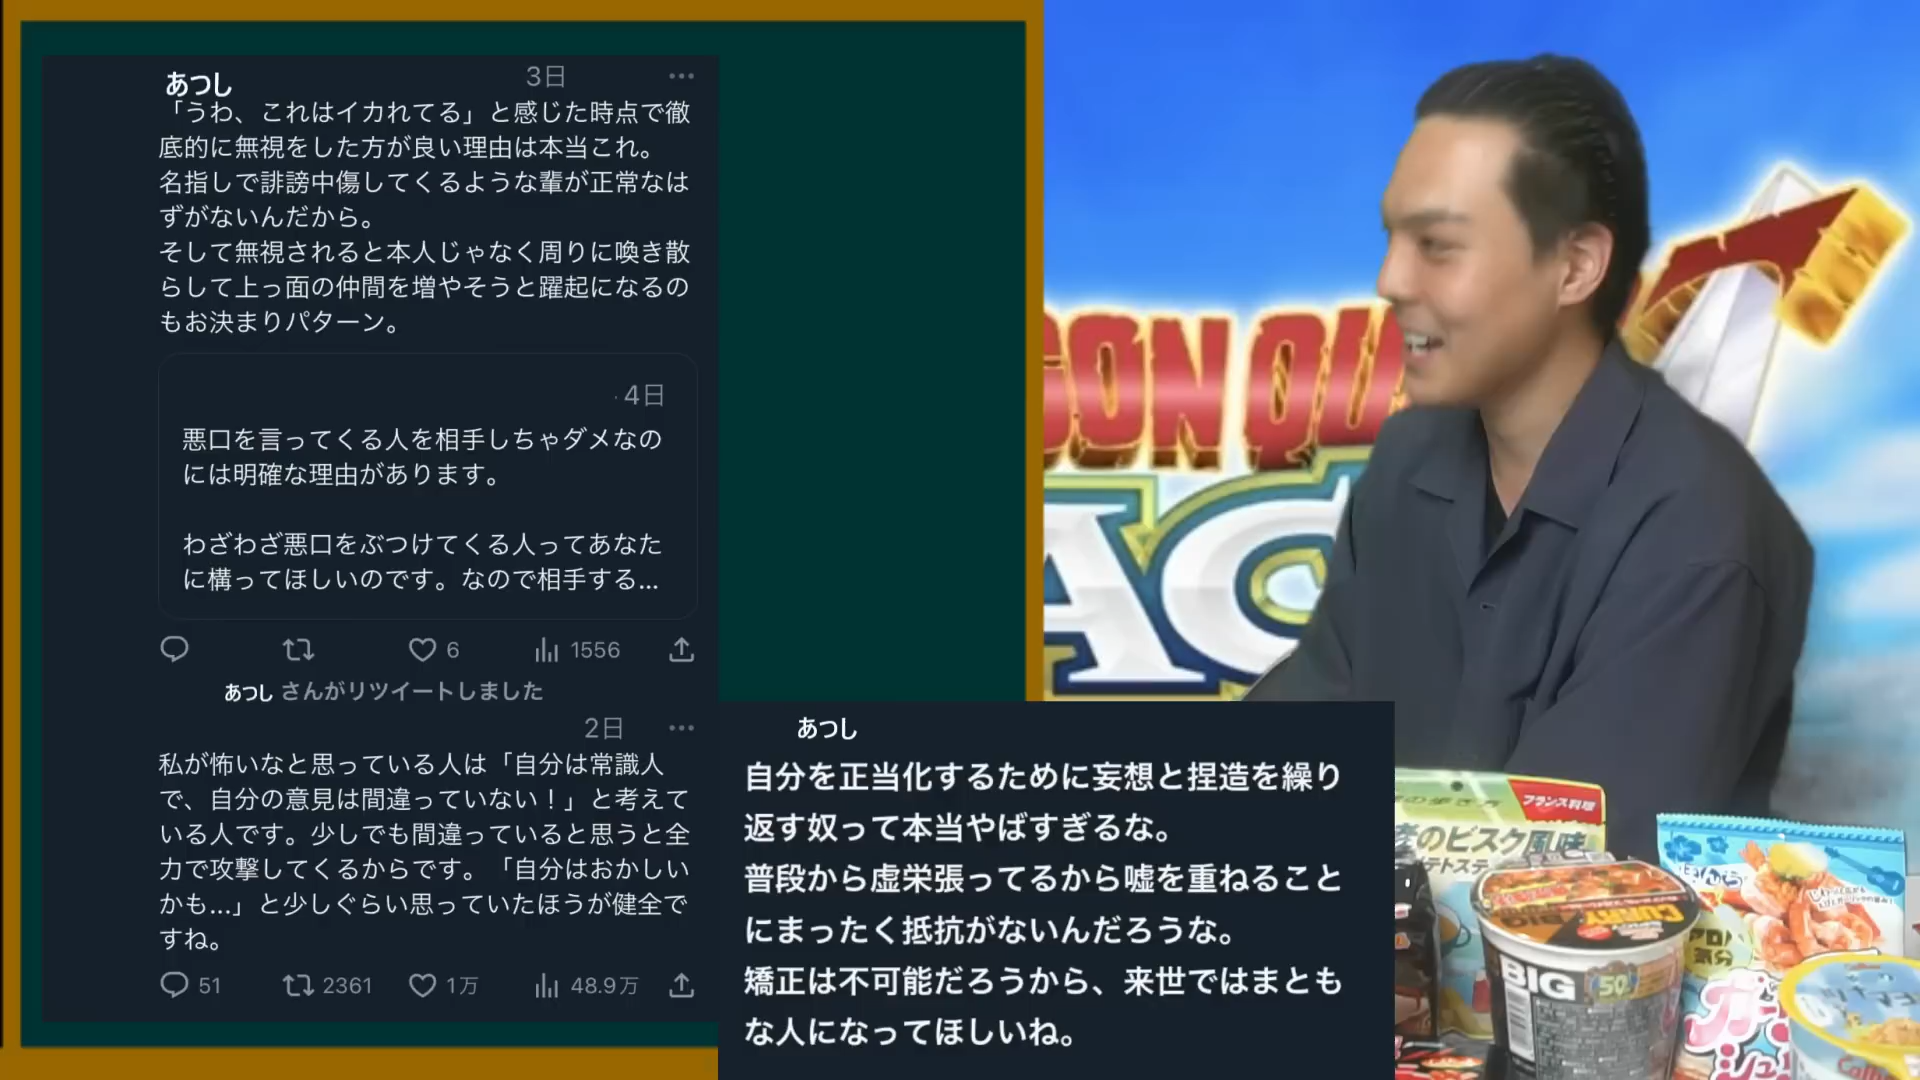 あつし
3日
「うわ、これはイカれてる」と感じた時点で徹
底的に無視をした方が良い理由は本当これ。
名指しで誹謗中傷してくるような輩が正常なは
ずがないんだから。
そして無視されると本人じゃなく周りに喚き散
らして上っ面の仲間を増やそうと躍起になるの
もお決まりパターン。
· 4日
悪口を言ってくる人を相手しちゃダメなの
には明確な理由があります。
わざわざ悪口をぶつけてくる人ってあなた
に構ってほしいのです。なので相手する...
6 1556
あつし さんがリツイートしました
2日
私が怖いなと思っている人は「自分は常識人
で、自分の意見は間違っていない！」と考えて
いる人です。少しでも間違っていると思うと全
力で攻撃してくるからです。「自分はおかしい
かも...」と少しぐらい思っていたほうが健全で
すね。
51 2361 1万 48.9万
あつし
自分を正当化するために妄想と捏造を繰り
返す奴って本当やばすぎるな。
普段から虚栄張ってるから嘘を重ねること
にまったく抵抗がないんだろうな。
矯正は不可能だろうから、来世ではまとも
な人になってほしいね。
GON QU
AC
フランス料理
のビスク風味
CURRY
BIG
50